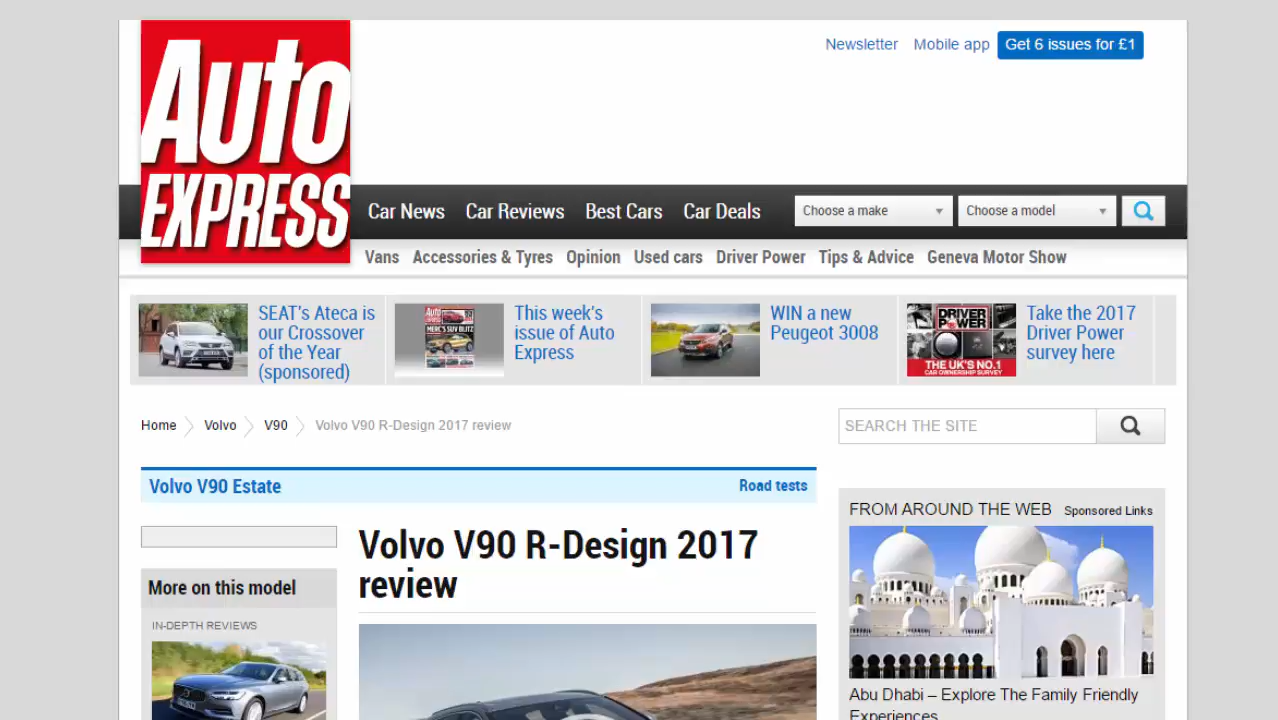 Auto
EXPRESS
Newsletter Mobile app Get 6 issues for £1
Car News Car Reviews Best Cars Car Deals Choose a make Choose a model
Vans Accessories & Tyres Opinion Used cars Driver Power Tips & Advice Geneva Motor Show
SEAT's Ateca is
our Crossover
of the Year
(sponsored)
This week's
issue of Auto
Express
WIN a new
Peugeot 3008
DRIVER
POWER
THE UK'S NO.1
CAR OWNERSHIP SURVEY
Take the 2017
Driver Power
survey here
Home Volvo V90 Volvo V90 R-Design 2017 review
SEARCH THE SITE
Volvo V90 Estate Road tests
Volvo V90 R-Design 2017
review
More on this model
IN-DEPTH REVIEWS
FROM AROUND THE WEB Sponsored Links
Abu Dhabi – Explore The Family Friendly
Experiences